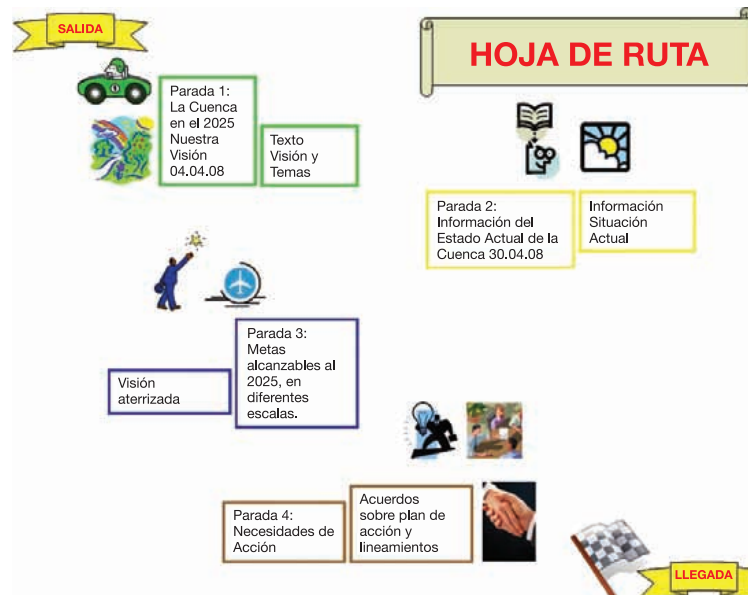 SALIDA
HOJA DE RUTA
Parada 1:
La Cuenca
en el 2025
Nuestra
Visión
04.04.08
Texto
Visión y
Temas
Parada 2:
Información del
Estado Actual de la
Cuenca 30.04.08
Información
Situación
Actual
Visión
aterrizada
Parada 3:
Metas
alcanzables al
2025, en
diferentes
escalas.
Parada 4:
Necesidades de
Acción
Acuerdos
sobre plan de
acción y
lineamientos
LLEGADA